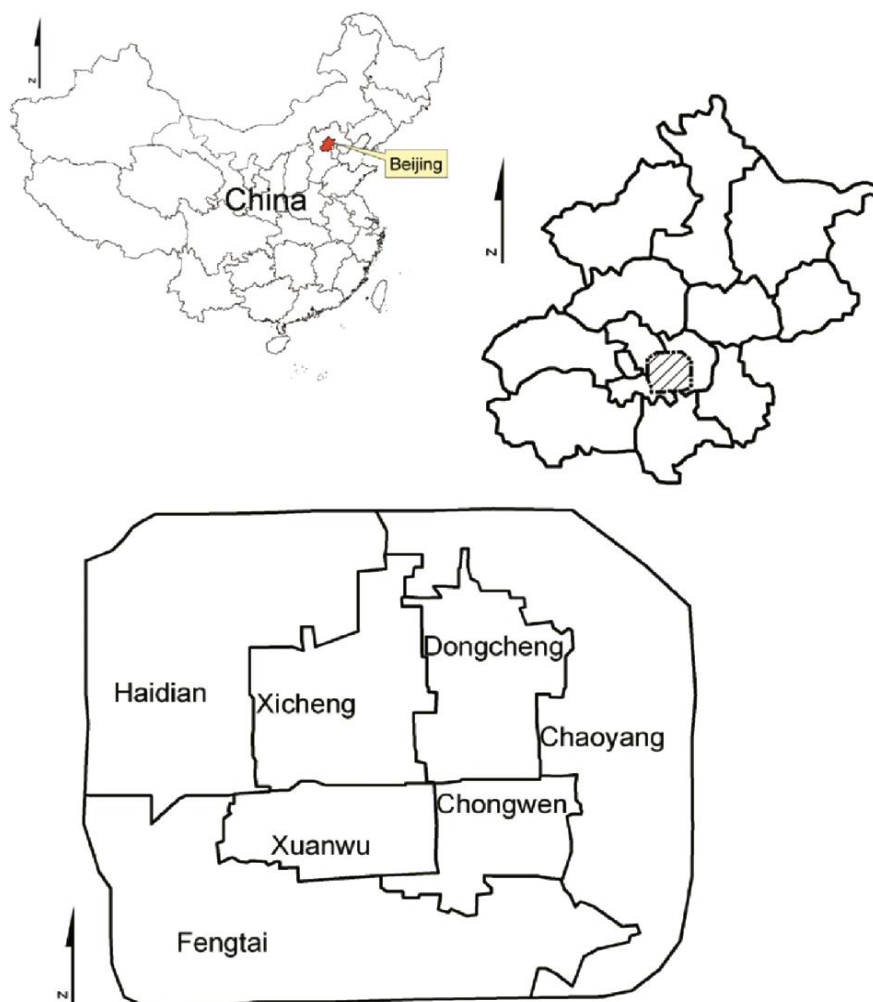 N
Beijing
China
N
Dongcheng
Haidian
Xicheng
Chaoyang
Chongwen
Xuanwu
Fengtai
N